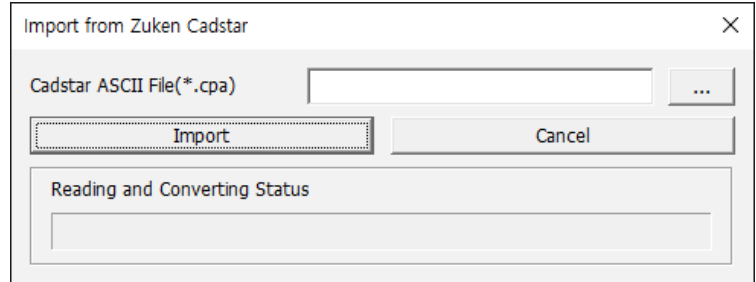 Import from Zuken Cadstar
Cadstar ASCII File(*.cpa)
...
Import
Cancel
Reading and Converting Status